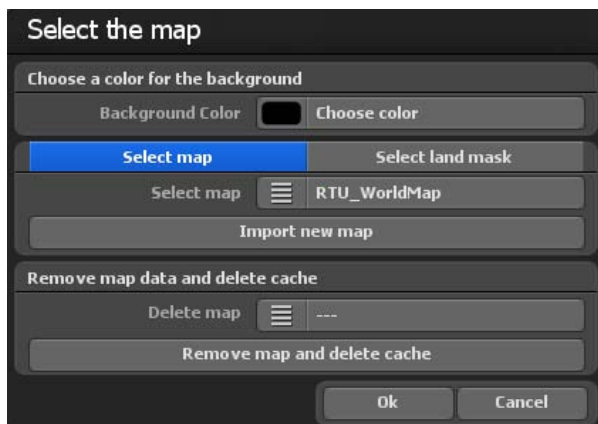 Select the map
Choose a color for the background
Background Color Choose color
Select map Select land mask
Select map RTU_WorldMap
Import new map
Remove map data and delete cache
Delete map ---
Remove map and delete cache
Ok Cancel